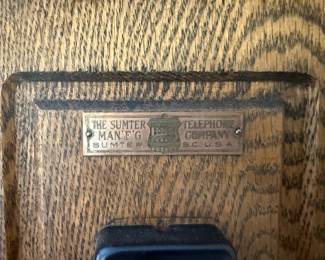 THE SUMTER TELEPHONE
MAN'F'G COMPANY
SUMTER, S.C. U.S.A.